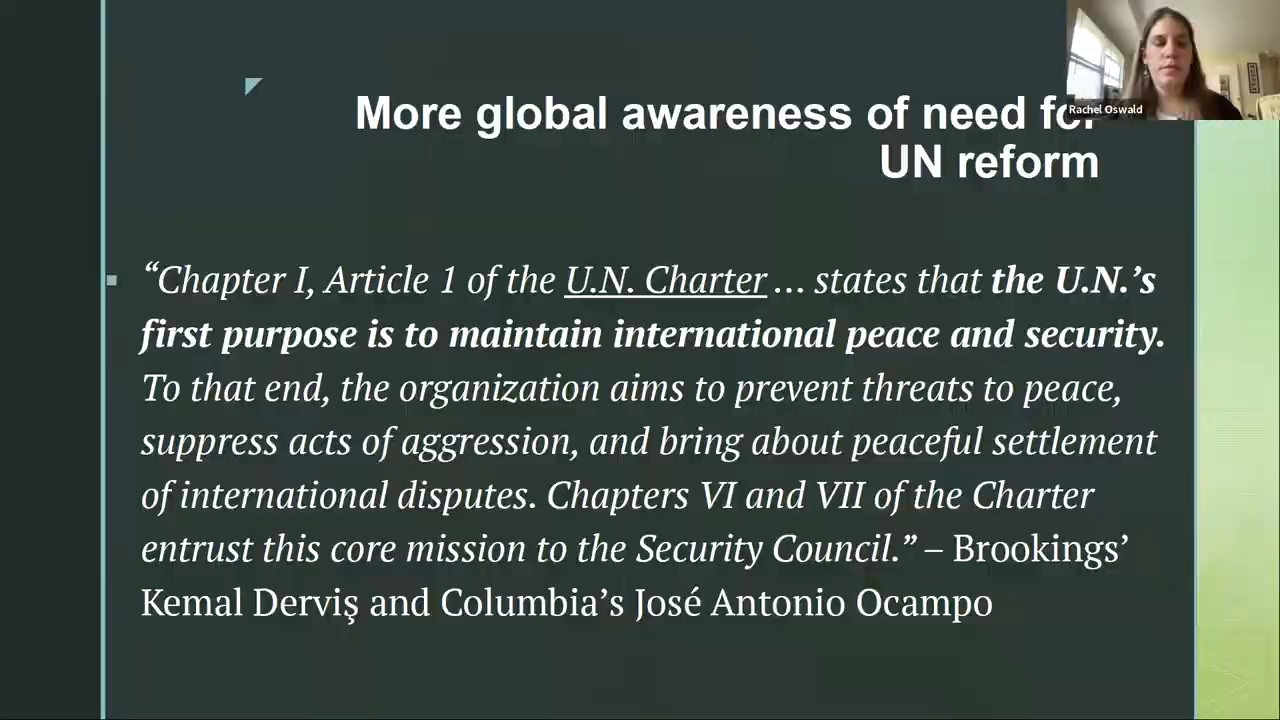 More global awareness of need for
UN reform
“Chapter I, Article 1 of the U.N. Charter … states that the U.N.’s
first purpose is to maintain international peace and security.
To that end, the organization aims to prevent threats to peace,
suppress acts of aggression, and bring about peaceful settlement
of international disputes. Chapters VI and VII of the Charter
entrust this core mission to the Security Council.” – Brookings’
Kemal Derviş and Columbia’s José Antonio Ocampo
Rachel Oswald